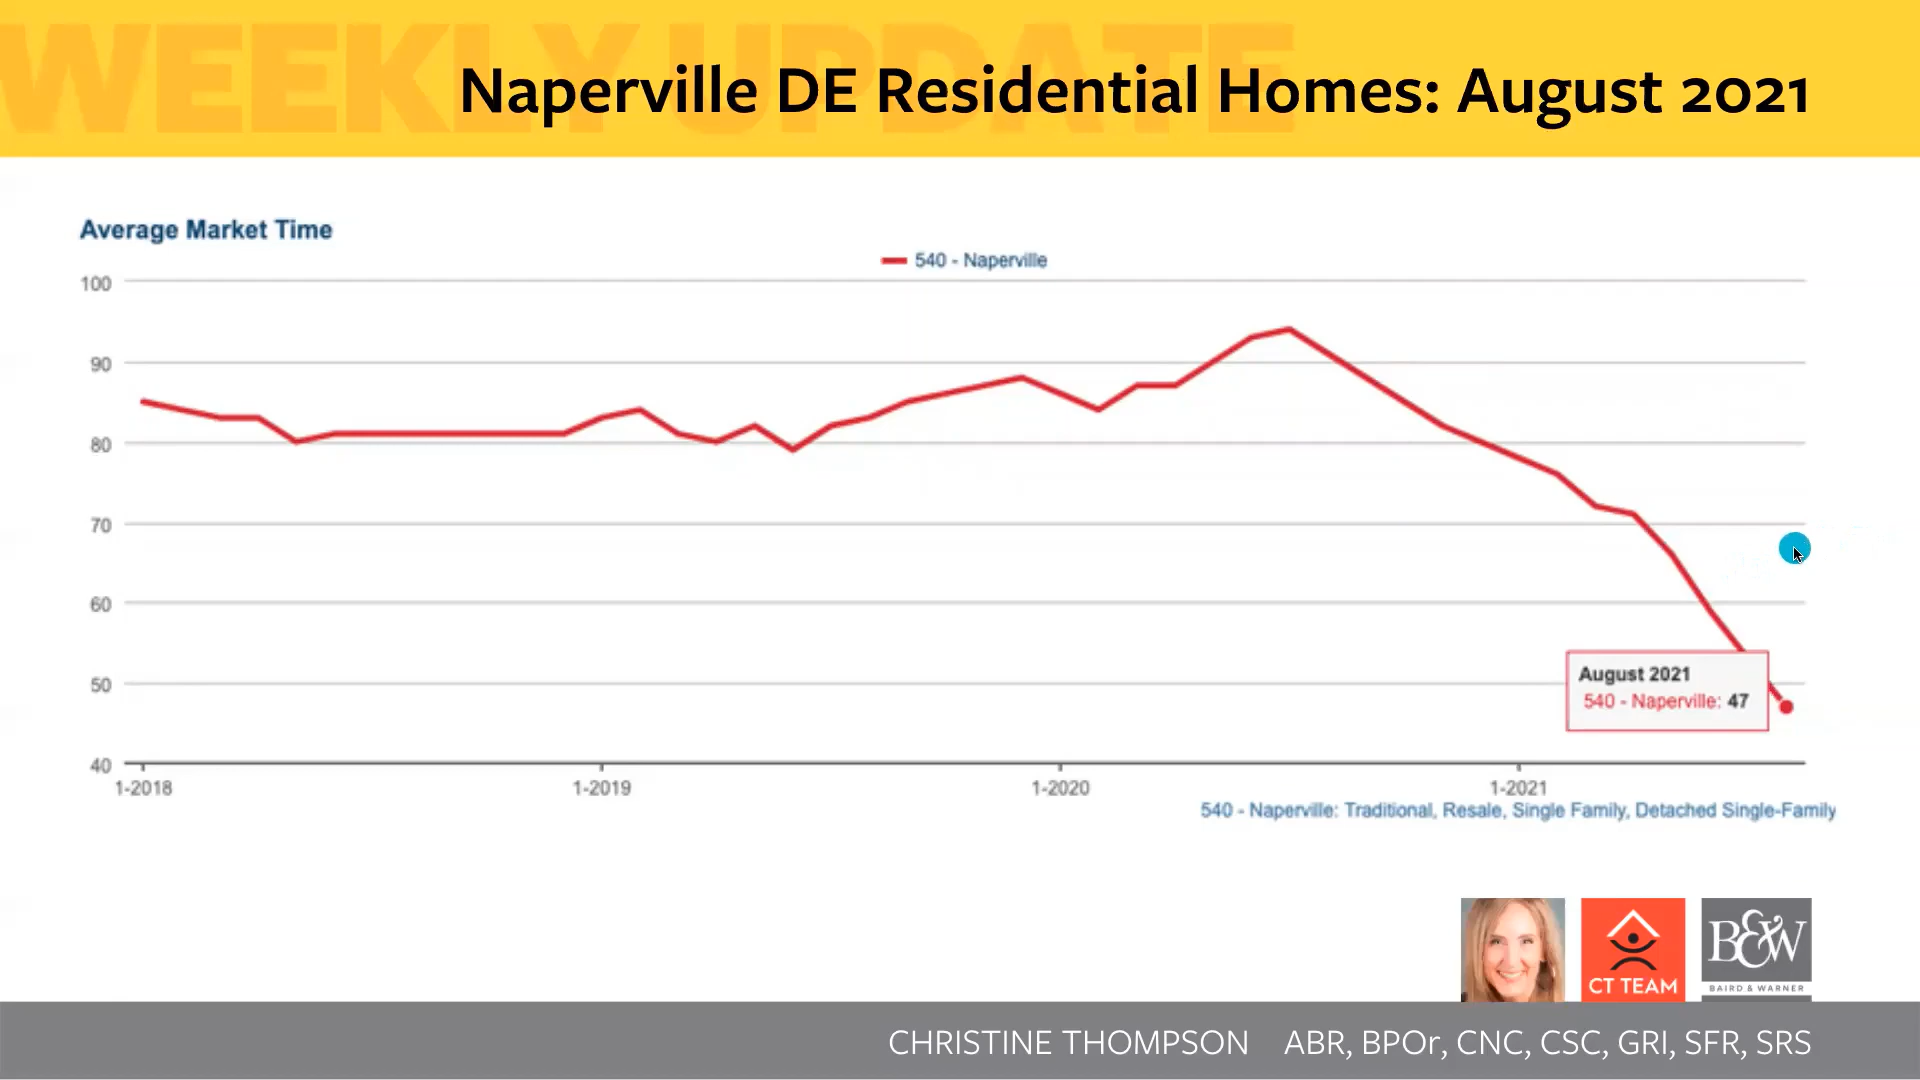 WEEKLY UPDATE
Naperville DE Residential Homes: August 2021
Average Market Time
540 - Naperville
100
90
80
70
60
50
40
August 2021
540 - Naperville: 47
1-2018 1-2019 1-2020 1-2021
540 - Naperville: Traditional, Resale, Single Family, Detached Single-Family
CT TEAM
B&W
BAIRD & WARNER
CHRISTINE THOMPSON ABR, BPOr, CNC, CSC, GRI, SFR, SRS